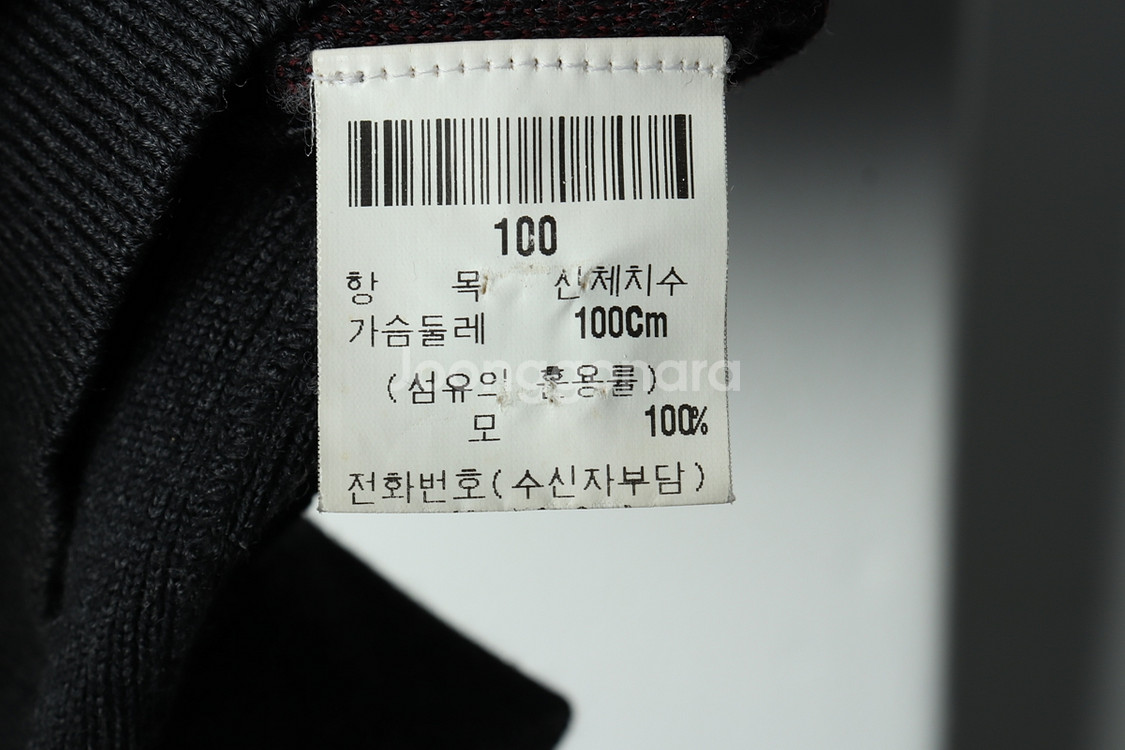 100
항 목 신체치수
가슴둘레 100Cm
Joonggonara
(섬유의 혼용률)
모 100%
전화번호(수신자부담)